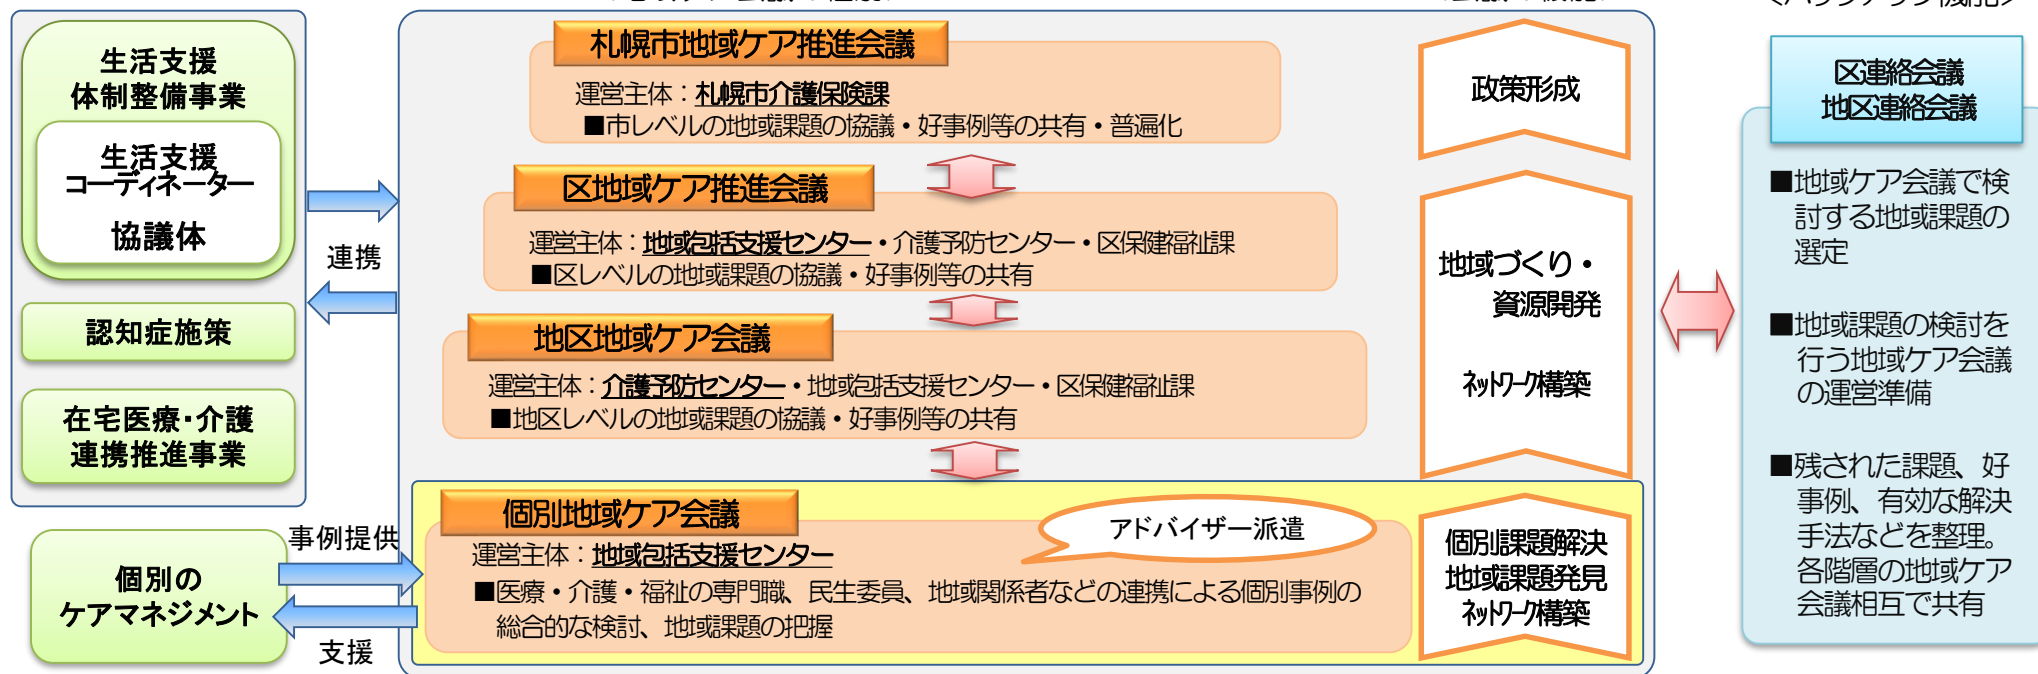 生活支援
体制整備事業
生活支援
コーディネーター
協議体
認知症施策
在宅医療・介護
連携推進事業
連携
個別の
ケアマネジメント
事例提供
支援
札幌市地域ケア推進会議
運営主体：札幌市介護保険課
■市レベルの地域課題の協議・好事例等の共有・普遍化
区地域ケア推進会議
運営主体：地域包括支援センター・介護予防センター・区保健福祉課
■区レベルの地域課題の協議・好事例等の共有
地区地域ケア会議
運営主体：介護予防センター・地域包括支援センター・区保健福祉課
■地区レベルの地域課題の協議・好事例等の共有
個別地域ケア会議
アドバイザー派遣
運営主体：地域包括支援センター
■医療・介護・福祉の専門職、民生委員、地域関係者などの連携による個別事例の
総合的な検討、地域課題の把握
政策形成
地域づくり・
資源開発
ネットワーク構築
個別課題解決
地域課題発見
ネットワーク構築
区連絡会議
地区連絡会議
■地域ケア会議で検
討する地域課題の
選定
■地域課題の検討を
行う地域ケア会議
の運営準備
■残された課題、好
事例、有効な解決
手法などを整理。
各階層の地域ケア
会議相互で共有